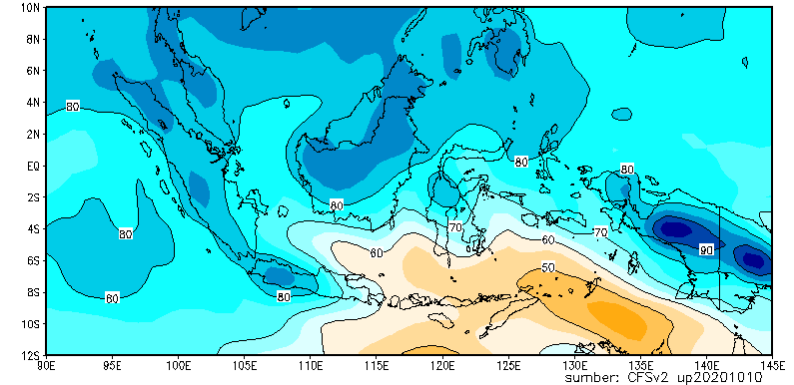 10N
8N
6N
4N
80
2N
EQ
80
80
2S
80
70
70
4S
80
60
60
90
6S
50
60
80
8S
10S
12S
90E 95E 100E 105E 110E 115E 120E 125E 130E 135E 140E 145E
sumber: CFSv2 up20201010